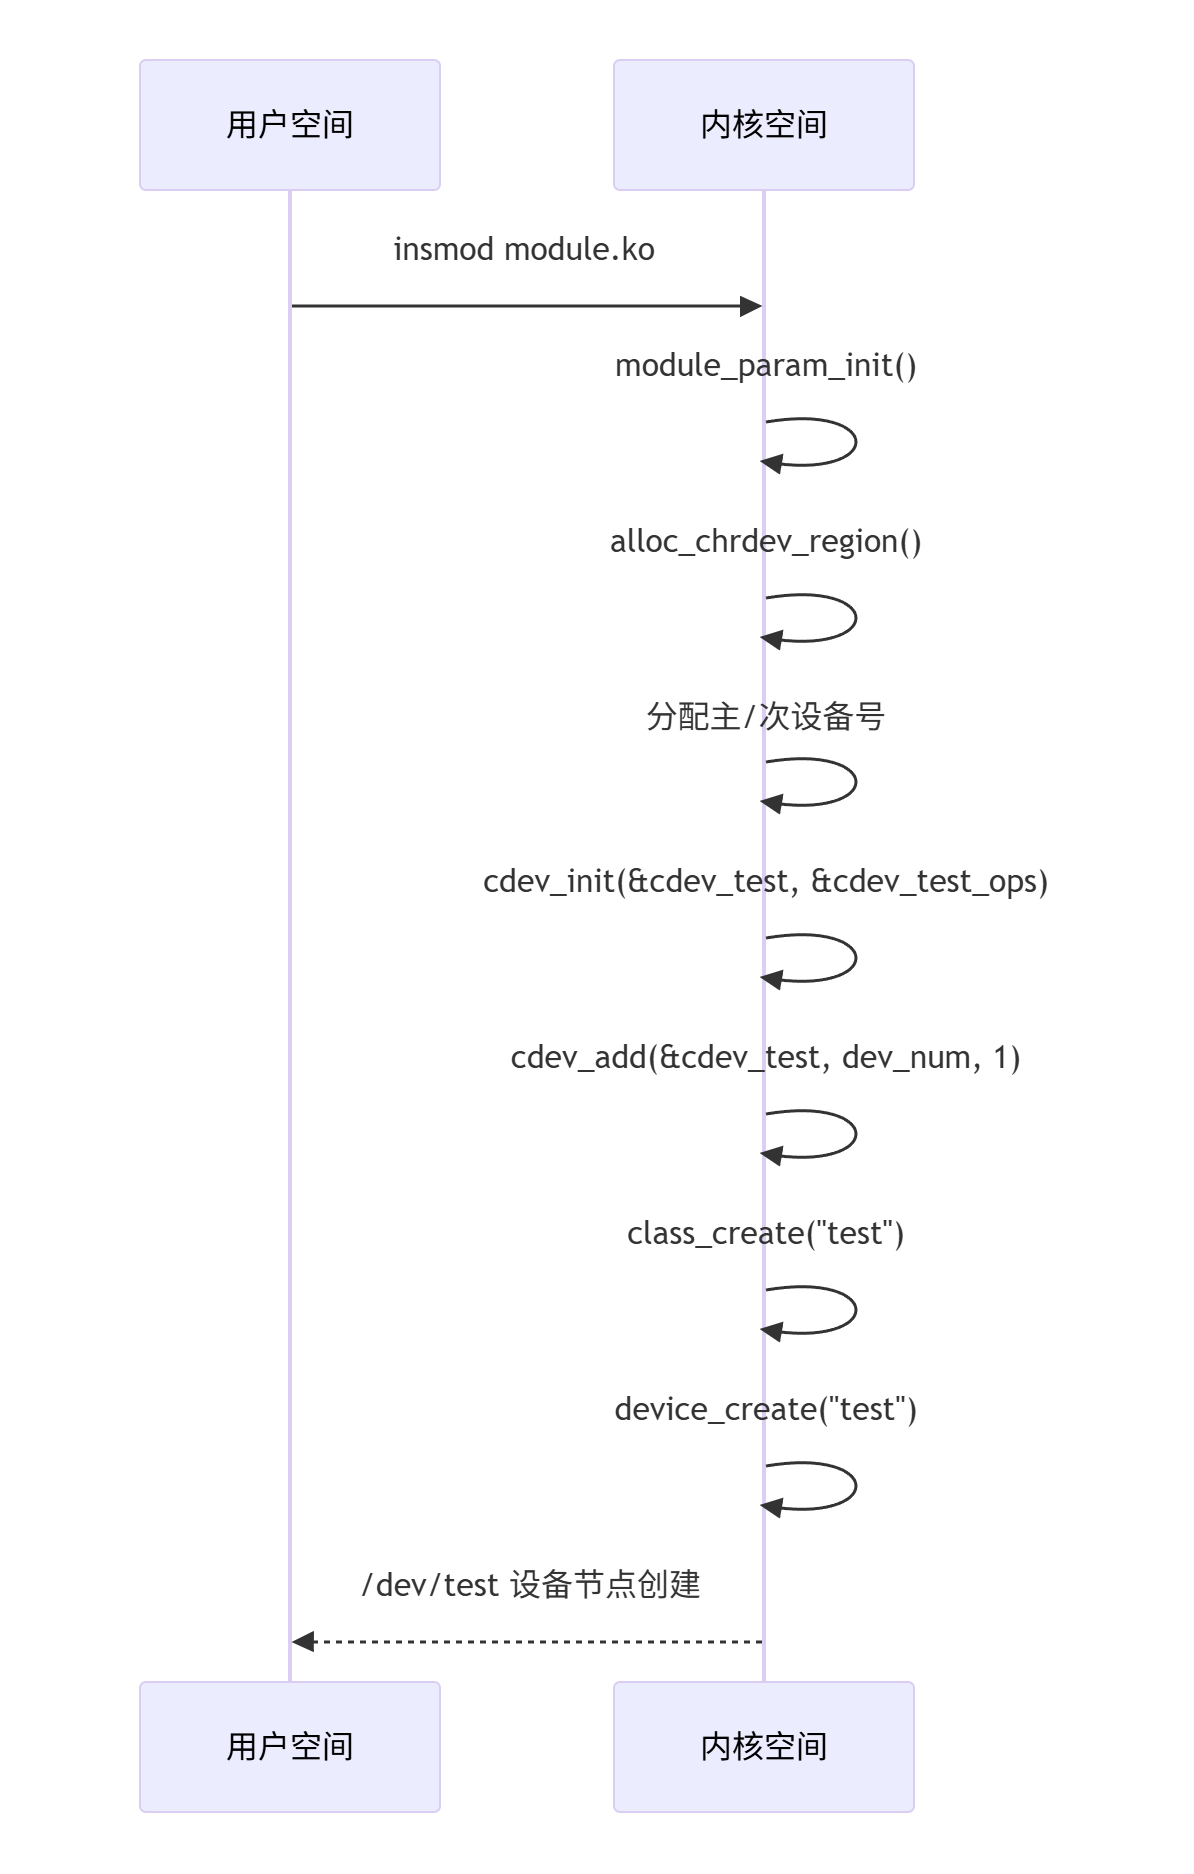 用户空间
内核空间
insmod module.ko
module_param_init()
alloc_chrdev_region()
分配主/次设备号
cdev_init(&cdev_test, &cdev_test_ops)
cdev_add(&cdev_test, dev_num, 1)
class_create("test")
device_create("test")
/dev/test 设备节点创建
用户空间
内核空间